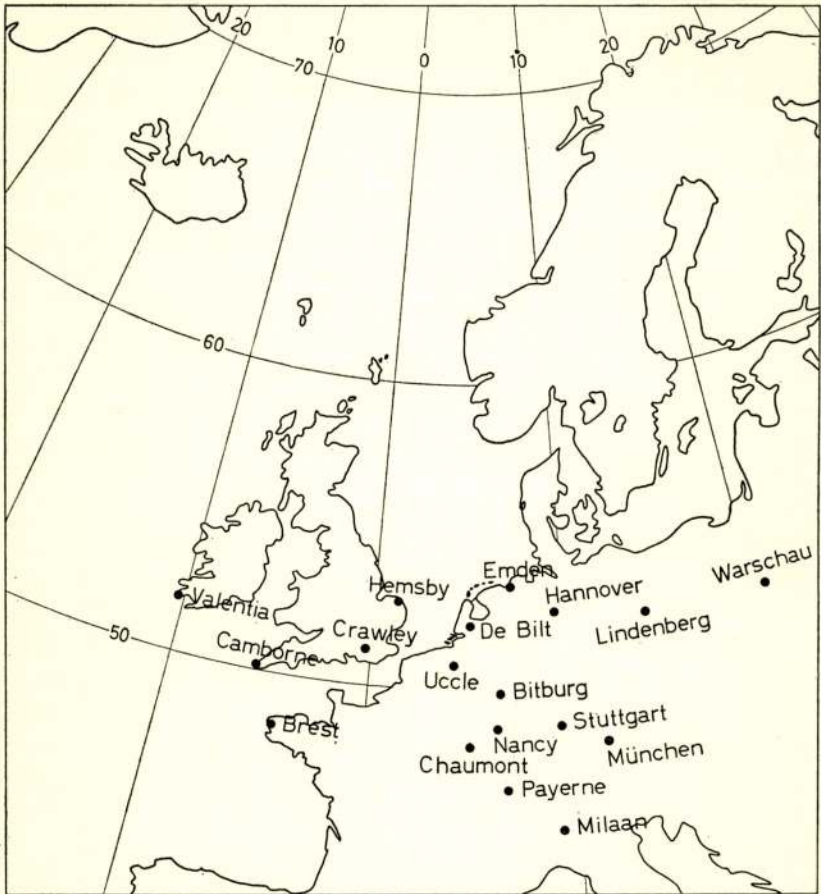 20
10
0
10
20
70
60
50
Valentia
Hemsby
Emden
Hannover
Warschau
Camborne
Crawley
De Bilt
Lindenberg
Uccle
Bitburg
Brest
Nancy
Stuttgart
Chaumont
München
Payerne
Milaan